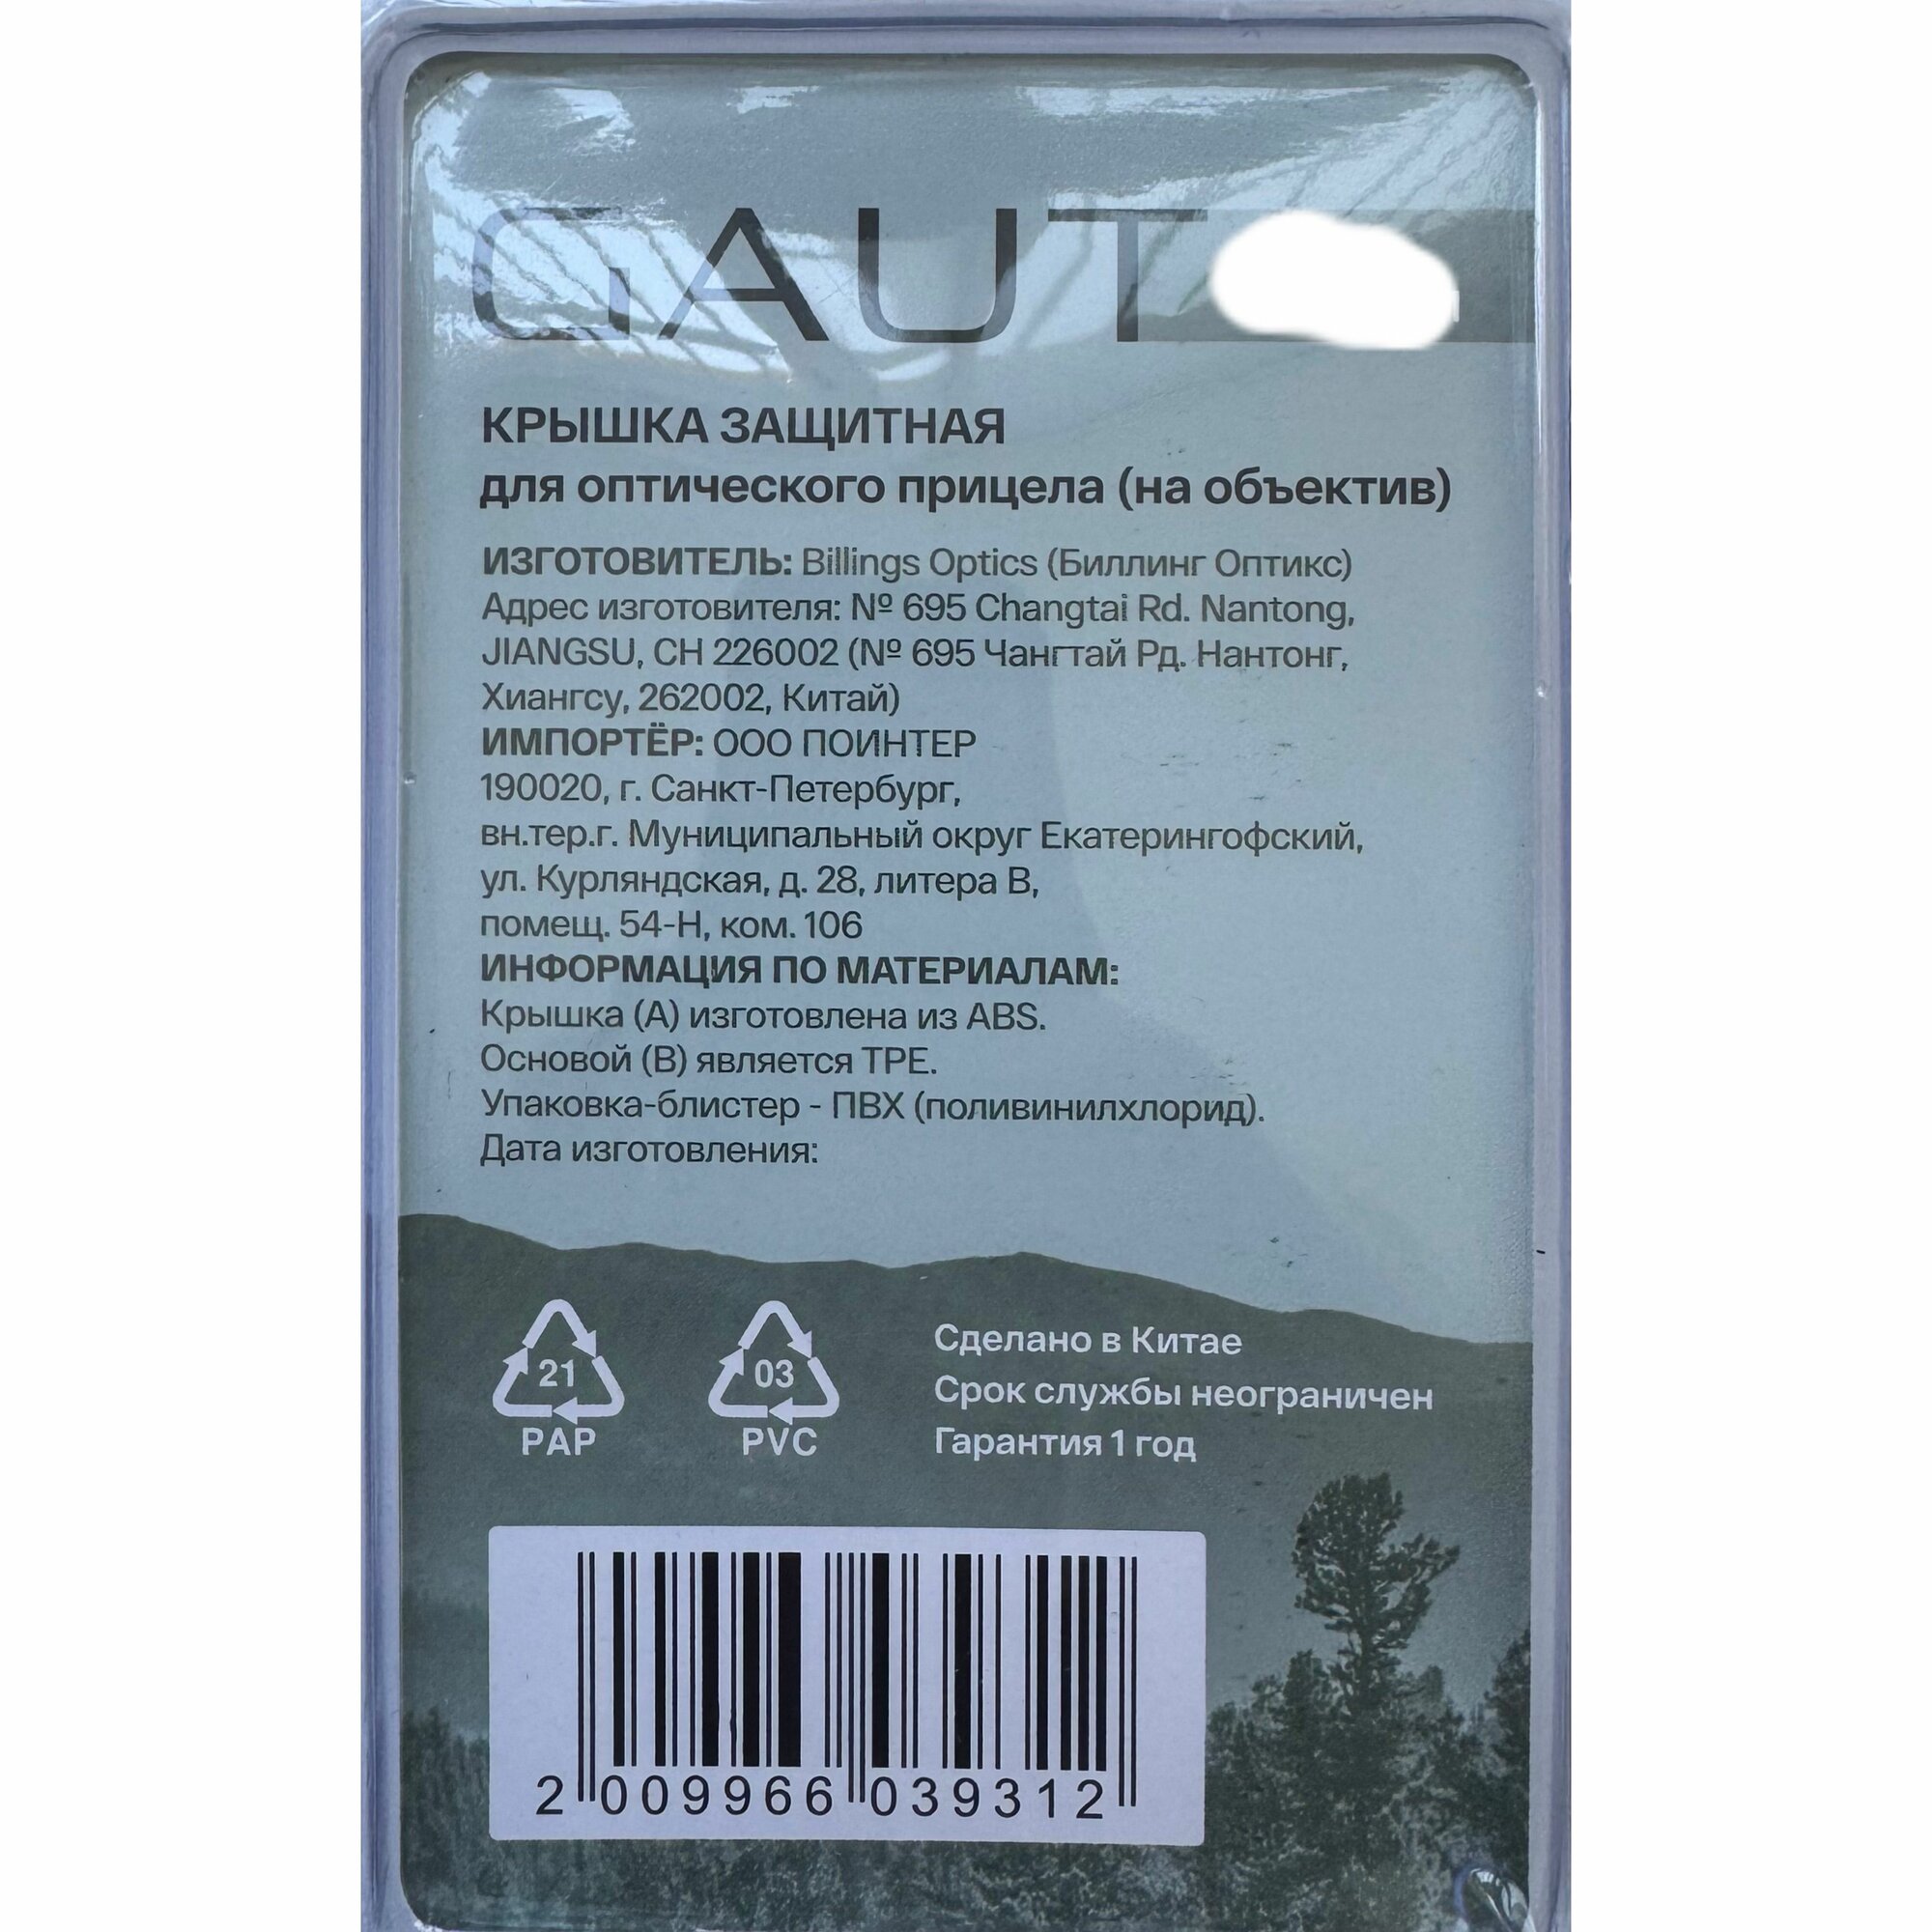 GAUT
КРЫШКА ЗАЩИТНАЯ
для оптического прицела (на объектив)
ИЗГОТОВИТЕЛЬ: Billings Optics (Биллинг Оптикс)
Адрес изготовителя: № 695 Changtai Rd. Nantong,
JIANGSU, CH 226002 (№ 695 Чангтай Рд. Нантонг,
Хиангсу, 262002, Китай)
ИМПОРТЁР: ООО ПОИНТЕР
190020, г. Санкт-Петербург,
вн.тер.г. Муниципальный округ Екатерингофский,
ул. Курляндская, д. 28, литера В,
помещ. 54-Н, ком. 106
ИНФОРМАЦИЯ ПО МАТЕРИАЛАМ:
Крышка (А) изготовлена из ABS.
Основой (В) является TPE.
Упаковка-блистер - ПВХ (поливинилхлорид).
Дата изготовления:
21
PAP
03
PVC
Сделано в Китае
Срок службы неограничен
Гарантия 1 год
2 009966 039312